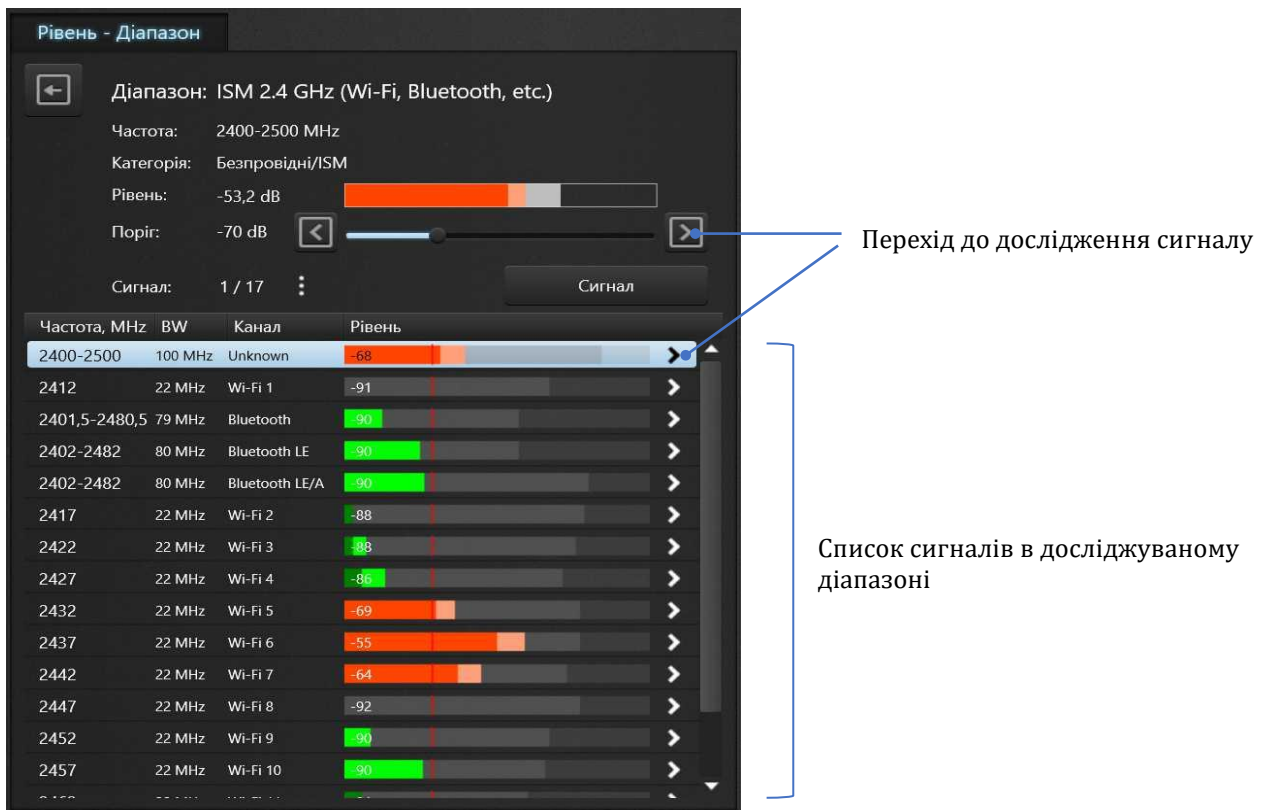 Рівень - Діапазон
Діапазон: ISM 2.4 GHz (Wi-Fi, Bluetooth, etc.)
Частота: 2400-2500 MHz
Категорія: Безпровідні/ISM
Рівень: -53,2 dB
Поріг: -70 dB
Перехід до дослідження сигналу
Сигнал: 1 / 17 Сигнал
Частота, MHz BW Канал Рівень
2400-2500 100 MHz Unknown -68
2412 22 MHz Wi-Fi 1 -91
2401,5-2480,5 79 MHz Bluetooth -90
2402-2482 80 MHz Bluetooth LE -90
2402-2482 80 MHz Bluetooth LE/A -90
2417 22 MHz Wi-Fi 2 -88
2422 22 MHz Wi-Fi 3 -88
Список сигналів в досліджуваному
діапазоні
2427 22 MHz Wi-Fi 4 -86
2432 22 MHz Wi-Fi 5 -69
2437 22 MHz Wi-Fi 6 -55
2442 22 MHz Wi-Fi 7 -64
2447 22 MHz Wi-Fi 8 -92
2452 22 MHz Wi-Fi 9 -90
2457 22 MHz Wi-Fi 10 -90